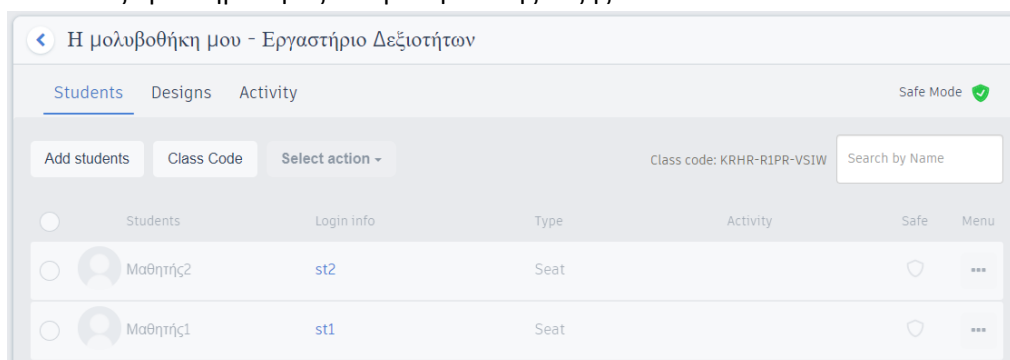 Η μολυβοθήκη μου - Εργαστήριο Δεξιοτήτων
Students Designs Activity Safe Mode
Add students Class Code Select action Class code: KRHR-R1PR-VSIW Search by Name
Students Login info Type Activity Safe Menu
Μαθητής2 st2 Seat
Μαθητής1 st1 Seat